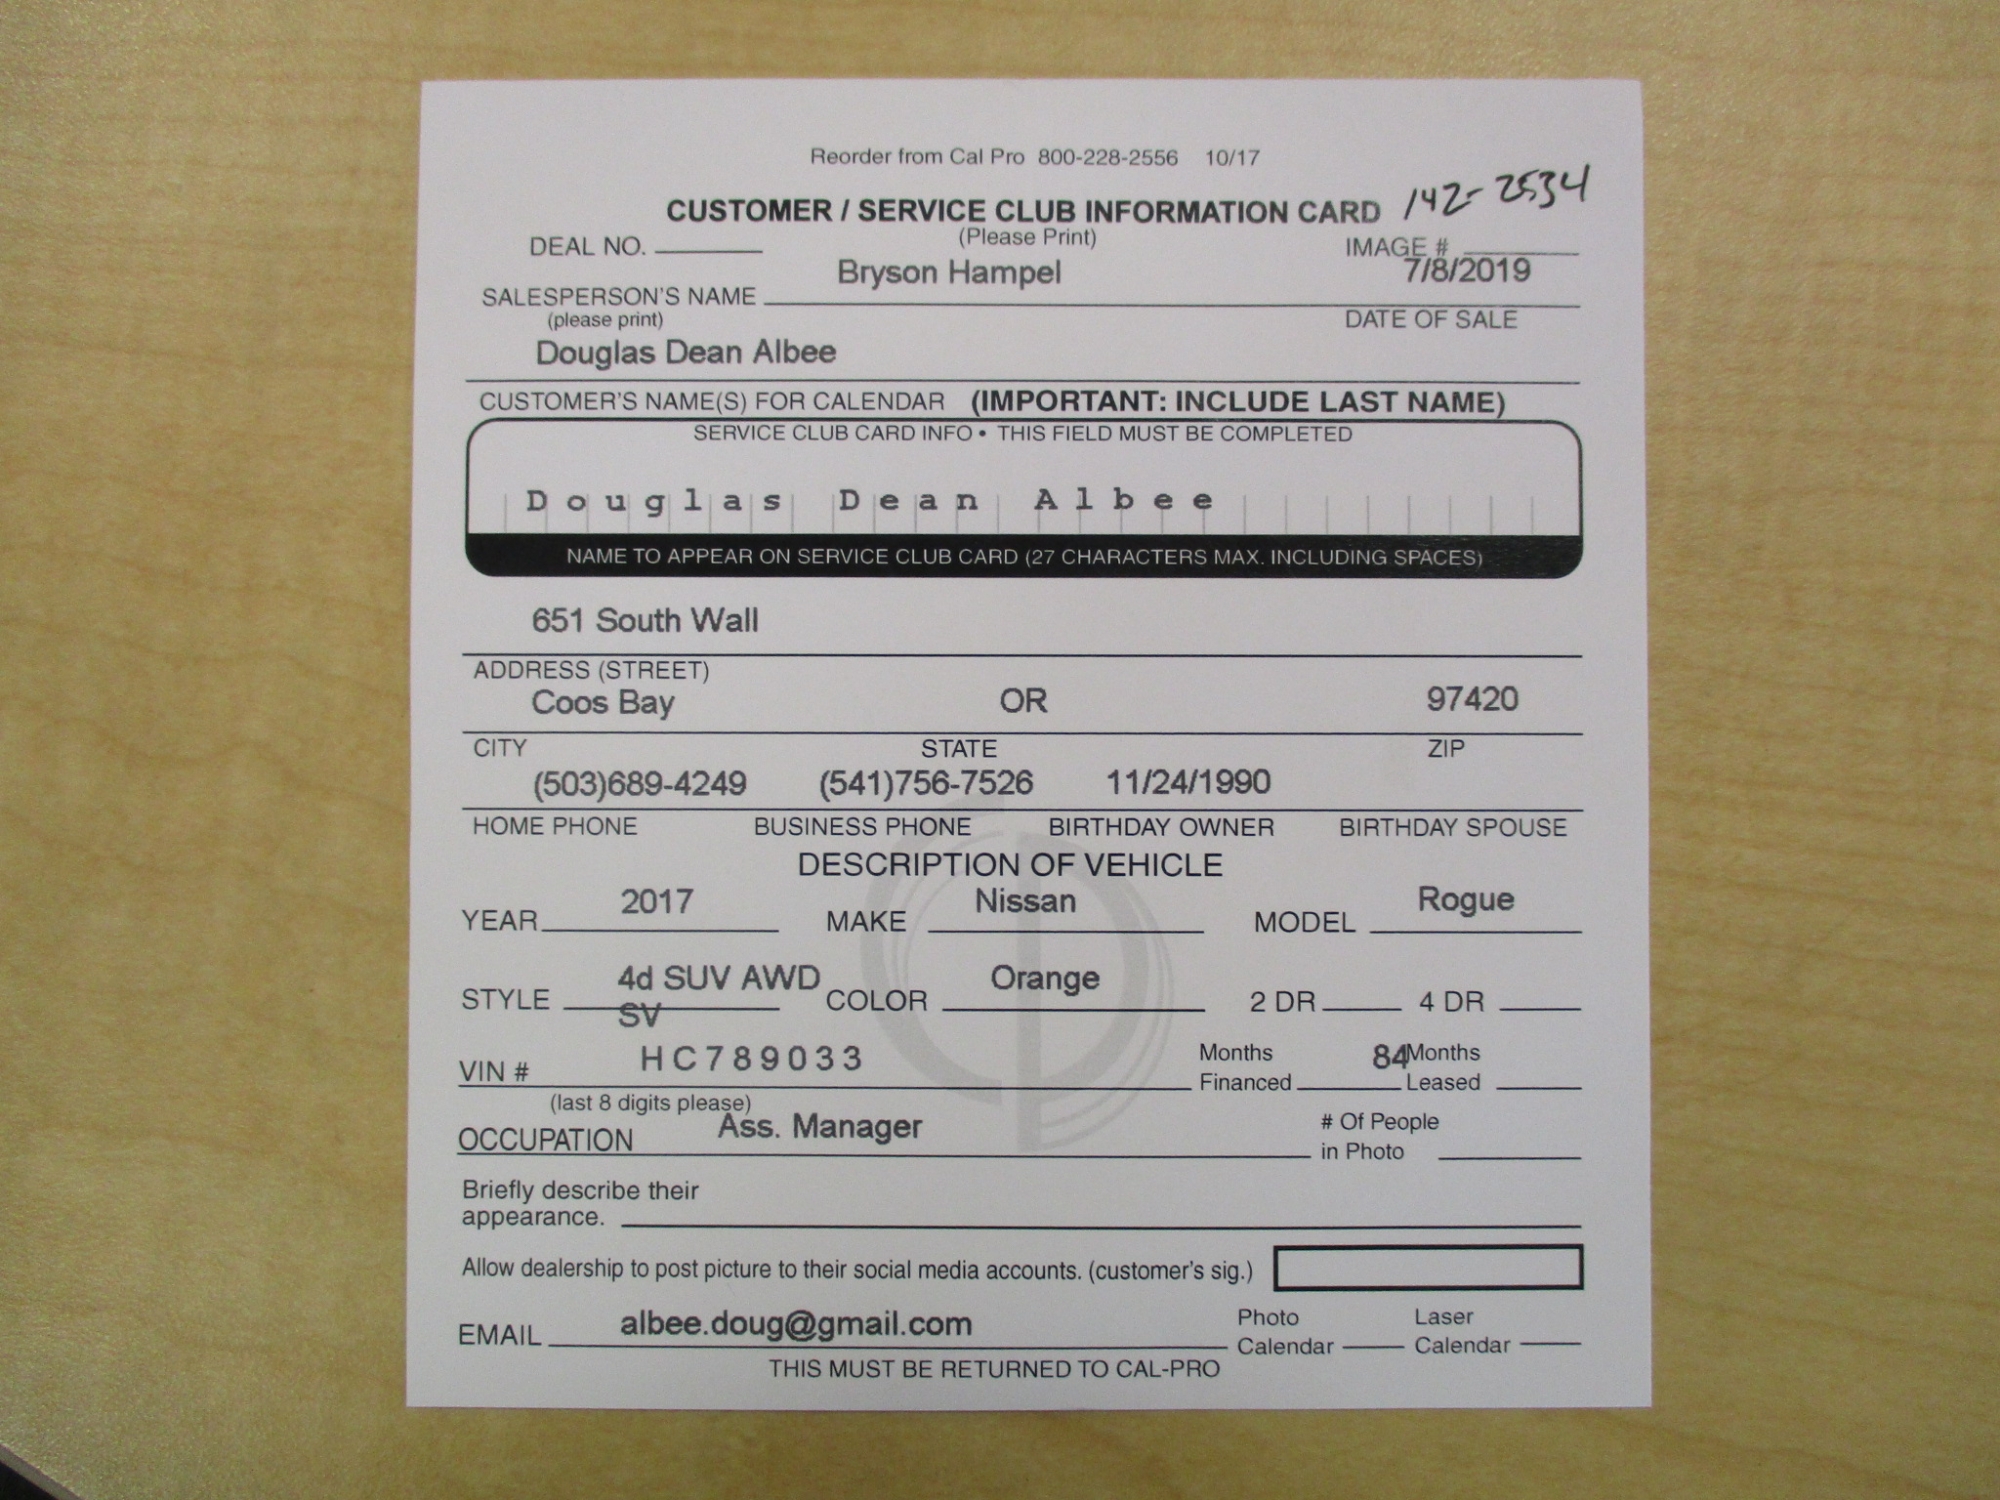 Reorder from Cal Pro 800-228-2556 10/17
CUSTOMER / SERVICE CLUB INFORMATION CARD 142-2534
(Please Print)
DEAL NO. IMAGE #
Bryson Hampel 7/8/2019
SALESPERSON'S NAME
(please print) DATE OF SALE
Douglas Dean Albee
CUSTOMER'S NAME(S) FOR CALENDAR (IMPORTANT: INCLUDE LAST NAME)
SERVICE CLUB CARD INFO • THIS FIELD MUST BE COMPLETED
Douglas Dean Albee
NAME TO APPEAR ON SERVICE CLUB CARD (27 CHARACTERS MAX. INCLUDING SPACES)
651 South Wall
ADDRESS (STREET)
Coos Bay OR 97420
CITY STATE ZIP
(503)689-4249 (541)756-7526 11/24/1990
HOME PHONE BUSINESS PHONE BIRTHDAY OWNER BIRTHDAY SPOUSE
DESCRIPTION OF VEHICLE
YEAR 2017 MAKE Nissan MODEL Rogue
STYLE 4d SUV AWD SV COLOR Orange 2 DR 4 DR
VIN # HC789033 Months Financed 84 Months Leased
(last 8 digits please)
OCCUPATION Ass. Manager # Of People in Photo
Briefly describe their
appearance.
Allow dealership to post picture to their social media accounts. (customer's sig.)
EMAIL albee.doug@gmail.com Photo Calendar Laser Calendar
THIS MUST BE RETURNED TO CAL-PRO